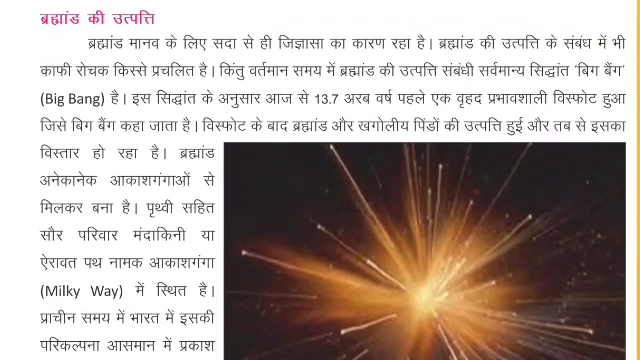 ब्रह्मांड की उत्पत्ति
ब्रह्मांड मानव के लिए सदा से ही जिज्ञासा का कारण रहा है। ब्रह्मांड की उत्पत्ति के संबंध में भी
काफी रोचक किस्से प्रचलित है। किंतु वर्तमान समय में ब्रह्मांड की उत्पत्ति संबंधी सर्वमान्य सिद्धांत 'बिग बैंग'
(Big Bang) है। इस सिद्धांत के अनुसार आज से 13.7 अरब वर्ष पहले एक वृहद प्रभावशाली विस्फोट हुआ
जिसे बिग बैंग कहा जाता है। विस्फोट के बाद ब्रह्मांड और खगोलीय पिंडों की उत्पत्ति हुई और तब से इसका
विस्तार हो रहा है। ब्रह्मांड
अनेकानेक आकाशगंगाओं से
मिलकर बना है। पृथ्वी सहित
सौर परिवार मंदाकिनी या
ऐरावत पथ नामक आकाशगंगा
(Milky Way) में स्थित है।
प्राचीन समय में भारत में इसकी
परिकल्पना आसमान में प्रकाश